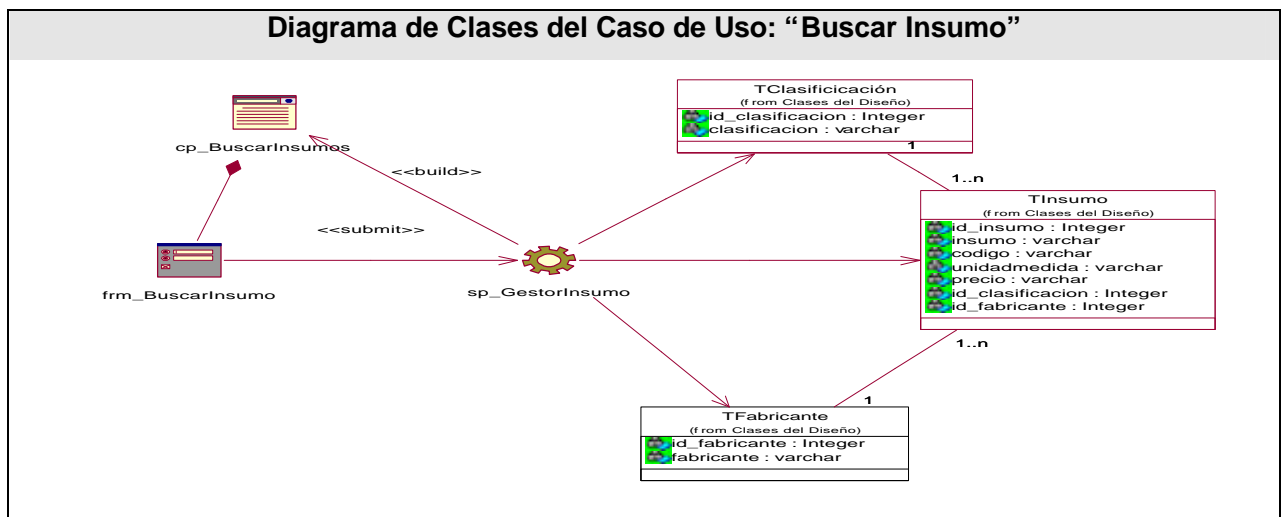 Diagrama de Clases del Caso de Uso: “Buscar Insumo”
TClasificicación
(from Clases del Diseño)
id_clasificacion : Integer
clasificacion : varchar
1
cp_BuscarInsumos
<<build>>
1..n
TInsumo
(from Clases del Diseño)
id_insumo : Integer
insumo : varchar
codigo : varchar
unidadmedida : varchar
precio : varchar
id_clasificacion : Integer
id_fabricante : Integer
<<submit>>
frm_BuscarInsumo
sp_GestorInsumo
1..n
1
TFabricante
(from Clases del Diseño)
id_fabricante : Integer
fabricante : varchar